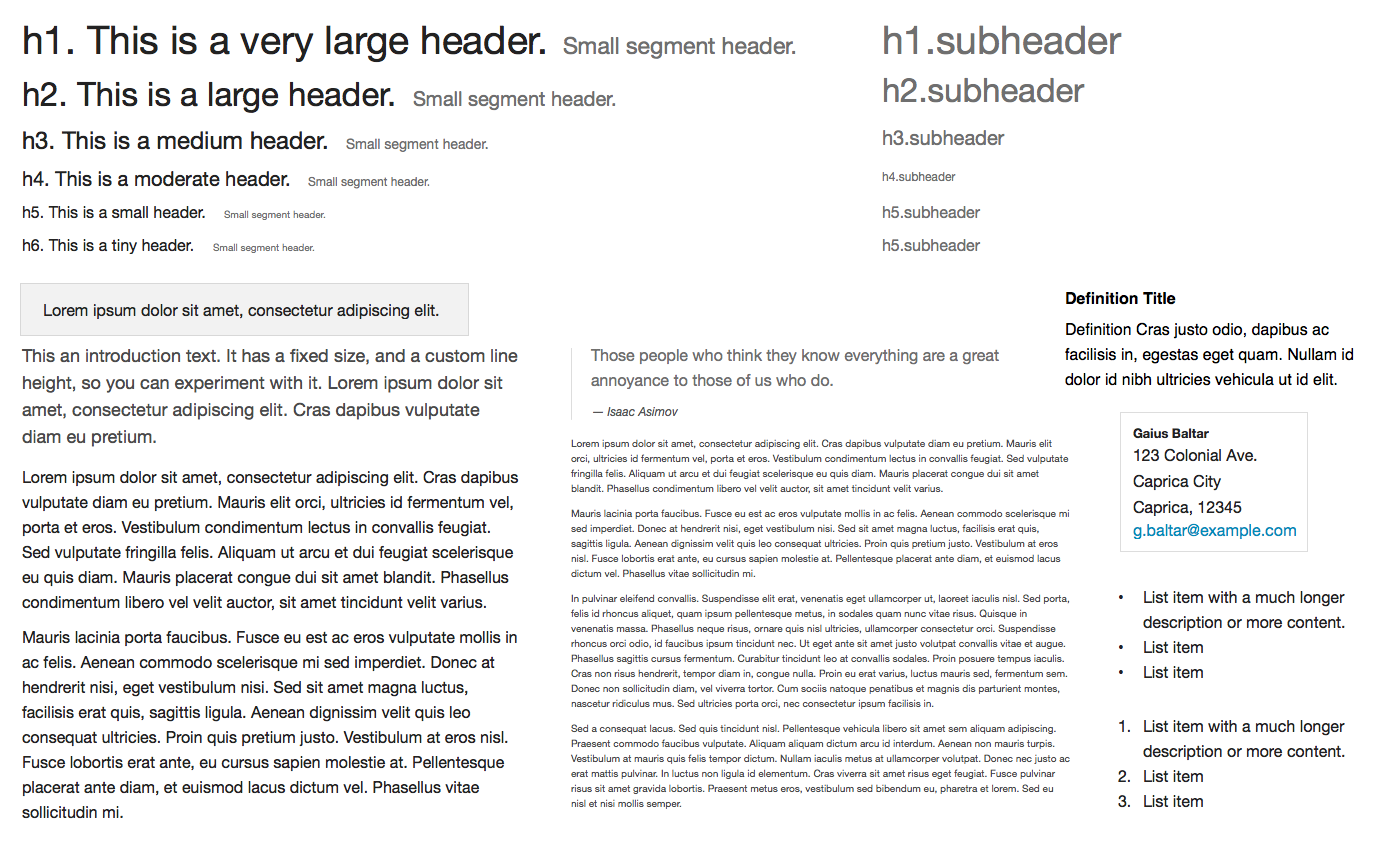 h1. This is a very large header. Small segment header.
h2. This is a large header. Small segment header.
h3. This is a medium header. Small segment header.
h4. This is a moderate header. Small segment header.
h5. This is a small header. Small segment header.
h6. This is a tiny header. Small segment header.
h1.subheader
h2.subheader
h3.subheader
h4.subheader
h5.subheader
h5.subheader
Lorem ipsum dolor sit amet, consectetur adipiscing elit.
This an introduction text. It has a fixed size, and a custom line
height, so you can experiment with it. Lorem ipsum dolor sit
amet, consectetur adipiscing elit. Cras dapibus vulputate
diam eu pretium.
Lorem ipsum dolor sit amet, consectetur adipiscing elit. Cras dapibus
vulputate diam eu pretium. Mauris elit orci, ultricies id fermentum vel,
porta et eros. Vestibulum condimentum lectus in convallis feugiat.
Sed vulputate fringilla felis. Aliquam ut arcu et dui feugiat scelerisque
eu quis diam. Mauris placerat congue dui sit amet blandit. Phasellus
condimentum libero vel velit auctor, sit amet tincidunt velit varius.
Mauris lacinia porta faucibus. Fusce eu est ac eros vulputate mollis in
ac felis. Aenean commodo scelerisque mi sed imperdiet. Donec at
hendrerit nisi, eget vestibulum nisi. Sed sit amet magna luctus,
facilisis erat quis, sagittis ligula. Aenean dignissim velit quis leo
consequat ultricies. Proin quis pretium justo. Vestibulum at eros nisl.
Fusce lobortis erat ante, eu cursus sapien molestie at. Pellentesque
placerat ante diam, et euismod lacus dictum vel. Phasellus vitae
sollicitudin mi.
Those people who think they know everything are a great
annoyance to those of us who do.
— Isaac Asimov
Lorem ipsum dolor sit amet, consectetur adipiscing elit. Cras dapibus vulputate diam eu pretium. Mauris elit
orci, ultricies id fermentum vel, porta et eros. Vestibulum condimentum lectus in convallis feugiat. Sed vulputate
fringilla felis. Aliquam ut arcu et dui feugiat scelerisque eu quis diam. Mauris placerat congue dui sit amet
blandit. Phasellus condimentum libero vel velit auctor, sit amet tincidunt velit varius.
Mauris lacinia porta faucibus. Fusce eu est ac eros vulputate mollis in ac felis. Aenean commodo scelerisque mi
sed imperdiet. Donec at hendrerit nisi, eget vestibulum nisi. Sed sit amet magna luctus, facilisis erat quis,
sagittis ligula. Aenean dignissim velit quis leo consequat ultricies. Proin quis pretium justo. Vestibulum at eros
nisl. Fusce lobortis erat ante, eu cursus sapien molestie at. Pellentesque placerat ante diam, et euismod lacus
dictum vel. Phasellus vitae sollicitudin mi.
In pulvinar eleifend convallis. Suspendisse elit erat, venenatis eget ullamcorper ut, laoreet iaculis nisl. Sed porta,
felis id rhoncus aliquet, quam ipsum pellentesque metus, in sodales quam nunc vitae risus. Quisque in
venenatis massa. Phasellus neque risus, ornare quis nisl ultricies, ullamcorper consectetur orci. Suspendisse
rhoncus orci odio, id faucibus ipsum tincidunt nec. Ut eget ante sit amet justo volutpat convallis vitae et augue.
Phasellus sagittis cursus fermentum. Curabitur tincidunt leo at convallis sodales. Proin posuere tempus iaculis.
Cras non risus hendrerit, tempor diam in, congue nulla. Proin eu erat varius, luctus mauris sed, fermentum sem.
Donec non sollicitudin diam, vel viverra tortor. Cum sociis natoque penatibus et magnis dis parturient montes,
nascetur ridiculus mus. Sed ultricies porta orci, nec consectetur ipsum facilisis in.
Sed a consequat lacus. Sed quis tincidunt nisl. Pellentesque vehicula libero sit amet sem aliquam adipiscing.
Praesent commodo faucibus vulputate. Aliquam aliquam dictum arcu id interdum. Aenean non mauris turpis.
Vestibulum at mauris quis felis tempor dictum. Nullam iaculis metus at ullamcorper volutpat. Donec nec justo ac
erat mattis pulvinar. In luctus non ligula id elementum. Cras viverra sit amet risus eget feugiat. Fusce pulvinar
risus sit amet gravida lobortis. Praesent metus eros, vestibulum sed bibendum eu, pharetra et lorem. Sed eu
nisl et nisi mollis semper.
Definition Title
Definition Cras justo odio, dapibus ac
facilisis in, egestas eget quam. Nullam id
dolor id nibh ultricies vehicula ut id elit.
Gaius Baltar
123 Colonial Ave.
Caprica City
Caprica, 12345
g.baltar@example.com
• List item with a much longer
description or more content.
• List item
• List item
1. List item with a much longer
description or more content.
2. List item
3. List item